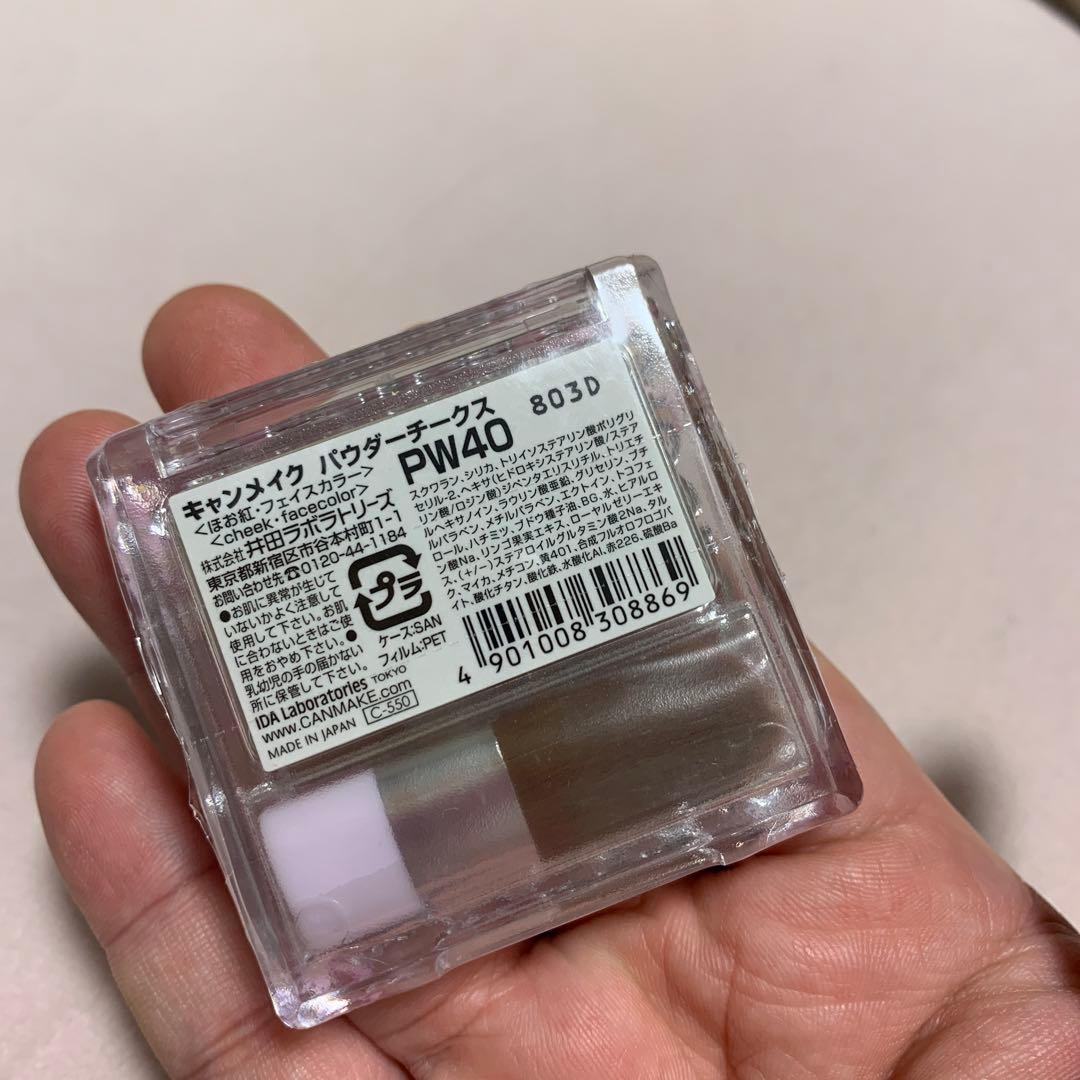 キャンメイク パウダーチークス
<ほお紅・フェイスカラー>
<cheek・facecolor>
PW40
803D
株式会社 井田ラボラトリーズ
東京都新宿区市谷本村町1-1
お問い合わせ先☎0120-44-1184
●お肌に異常が生じて
いないかよく注意して
使用して下さい。お肌
に合わないときはご使
用をおやめ下さい。●
乳幼児の手の届かない
所に保管して下さい。
IDA Laboratories TOKYO
www.CANMAKE.com
MADE IN JAPAN C-550
プラ
ケース:SAN
フィルム:PET
スクワラン、シリカ、トリイソステアリン酸ポリグリ
セリル-2、ヘキサ(ヒドロキシステアリン酸/ステア
リン酸/ロジン酸)ジペンタエリスリチル、トリエチ
ルヘキサノイン、ラウリン酸亜鉛、グリセリン、ブチ
ルパラベン、メチルパラベン、エクトイン、トコフェ
ロール、ハチミツ、ブドウ種子油、BG、水、ヒアルロ
ン酸Na、リンゴ果実エキス、ローヤルゼリーエキ
ス、(+/-)ステアロイルグルタミン酸2Na、タル
ク、マイカ、メチコン、黄401、合成フルオロフロゴパ
イト、酸化チタン、酸化鉄、水酸化Al、赤226、硫酸Ba
4 901008 308869